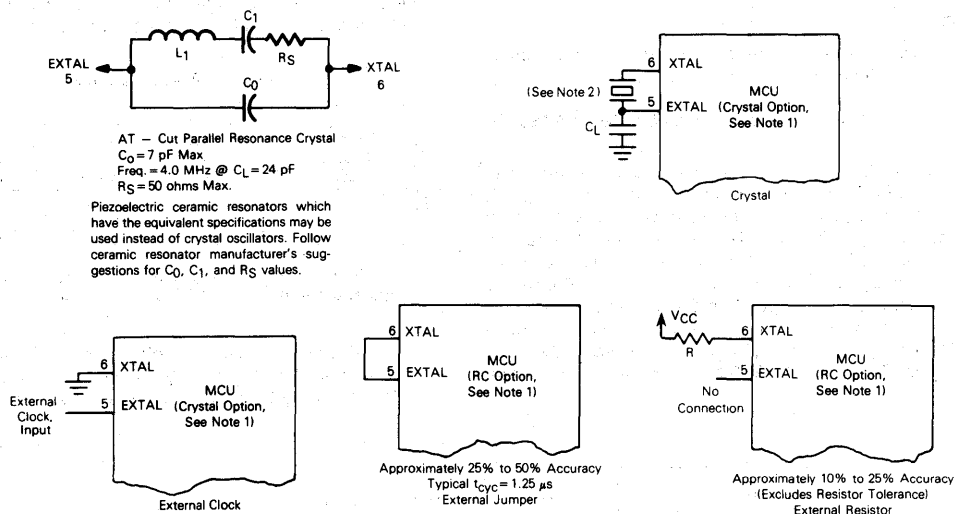 C1
L1
RS
EXTAL
5
XTAL
6
C0
AT – Cut Parallel Resonance Crystal
Co=7 pF Max
Freq.=4.0 MHz @ CL=24 pF
RS=50 ohms Max.
Piezoelectric ceramic resonators which
have the equivalent specifications may be
used instead of crystal oscillators. Follow
ceramic resonator manufacturer's sug-
gestions for C0, C1, and RS values.
6
XTAL
(See Note 2)
5
EXTAL
CL
MCU
(Crystal Option,
See Note 1)
Crystal
6
XTAL
External
Clock,
Input
5
EXTAL
MCU
(Crystal Option,
See Note 1)
External Clock
6
XTAL
5
EXTAL
MCU
(RC Option,
See Note 1)
Approximately 25% to 50% Accuracy
Typical tcyc=1.25 μs
External Jumper
VCC
R
6
XTAL
5
EXTAL
No
Connection
MCU
(RC Option,
See Note 1)
Approximately 10% to 25% Accuracy
(Excludes Resistor Tolerance)
External Resistor